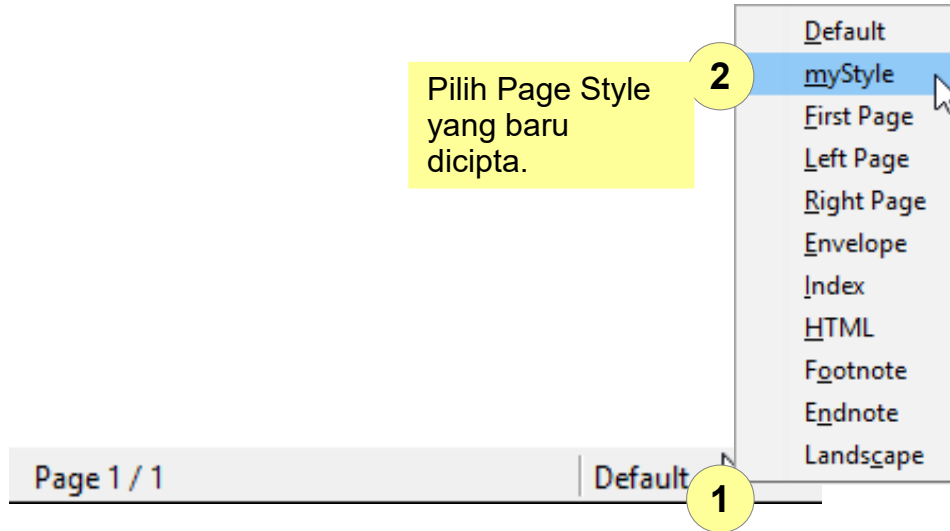 Default
2
myStyle
Pilih Page Style
yang baru
dicipta.
First Page
Left Page
Right Page
Envelope
Index
HTML
Footnote
Endnote
Landscape
Page 1 / 1
Default
1